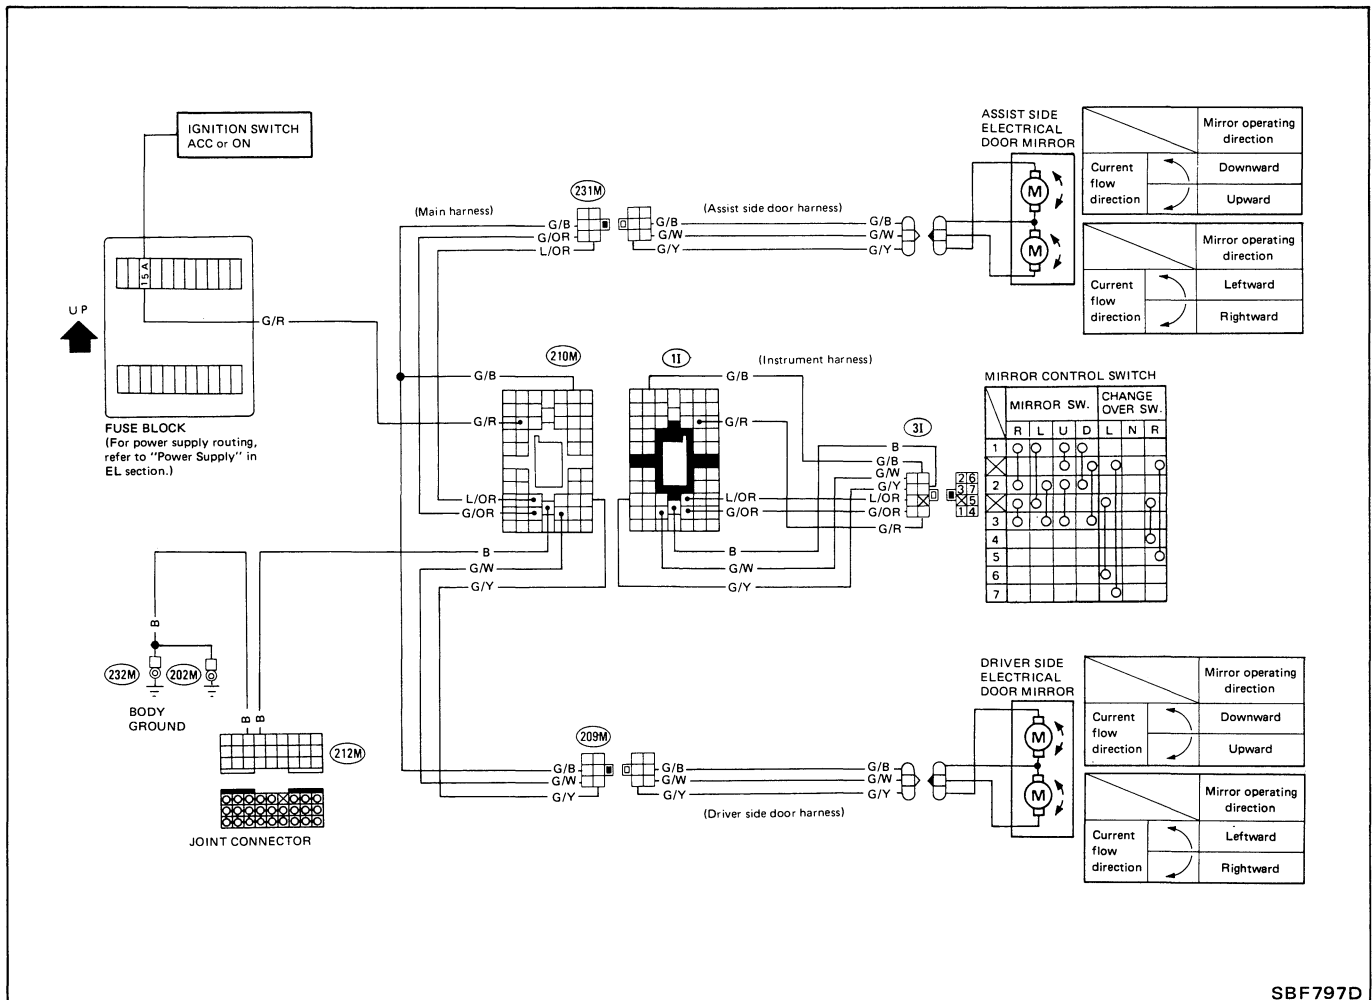 IGNITION SWITCH
ACC or ON
15A
UP
G/R
FUSE BLOCK
(For power supply routing,
refer to "Power Supply" in
EL section.)
B
232M
202M
BODY
GROUND
B
B
212M
JOINT CONNECTOR
(Main harness)
231M
G/B
G/OR
L/OR
G/B
G/W
G/Y
(Assist side door harness)
G/B
G/W
G/Y
ASSIST SIDE
ELECTRICAL
DOOR MIRROR
M
M
Mirror operating
direction
Current
flow
direction
Downward
Upward
Mirror operating
direction
Current
flow
direction
Leftward
Rightward
210M
G/B
G/R
L/OR
G/OR
B
G/W
G/Y
1I
(Instrument harness)
G/B
G/R
L/OR
G/OR
B
G/W
G/Y
3I
B
G/B
G/W
G/Y
L/OR
G/OR
G/R
2 6
3 7
5
1 4
MIRROR CONTROL SWITCH
MIRROR SW.
CHANGE
OVER SW.
R L U D L N R
1
2
3
4
5
6
7
209M
G/B
G/W
G/Y
G/B
G/W
G/Y
(Driver side door harness)
G/B
G/W
G/Y
DRIVER SIDE
ELECTRICAL
DOOR MIRROR
M
M
Mirror operating
direction
Current
flow
direction
Downward
Upward
Mirror operating
direction
Current
flow
direction
Leftward
Rightward
SBF797D